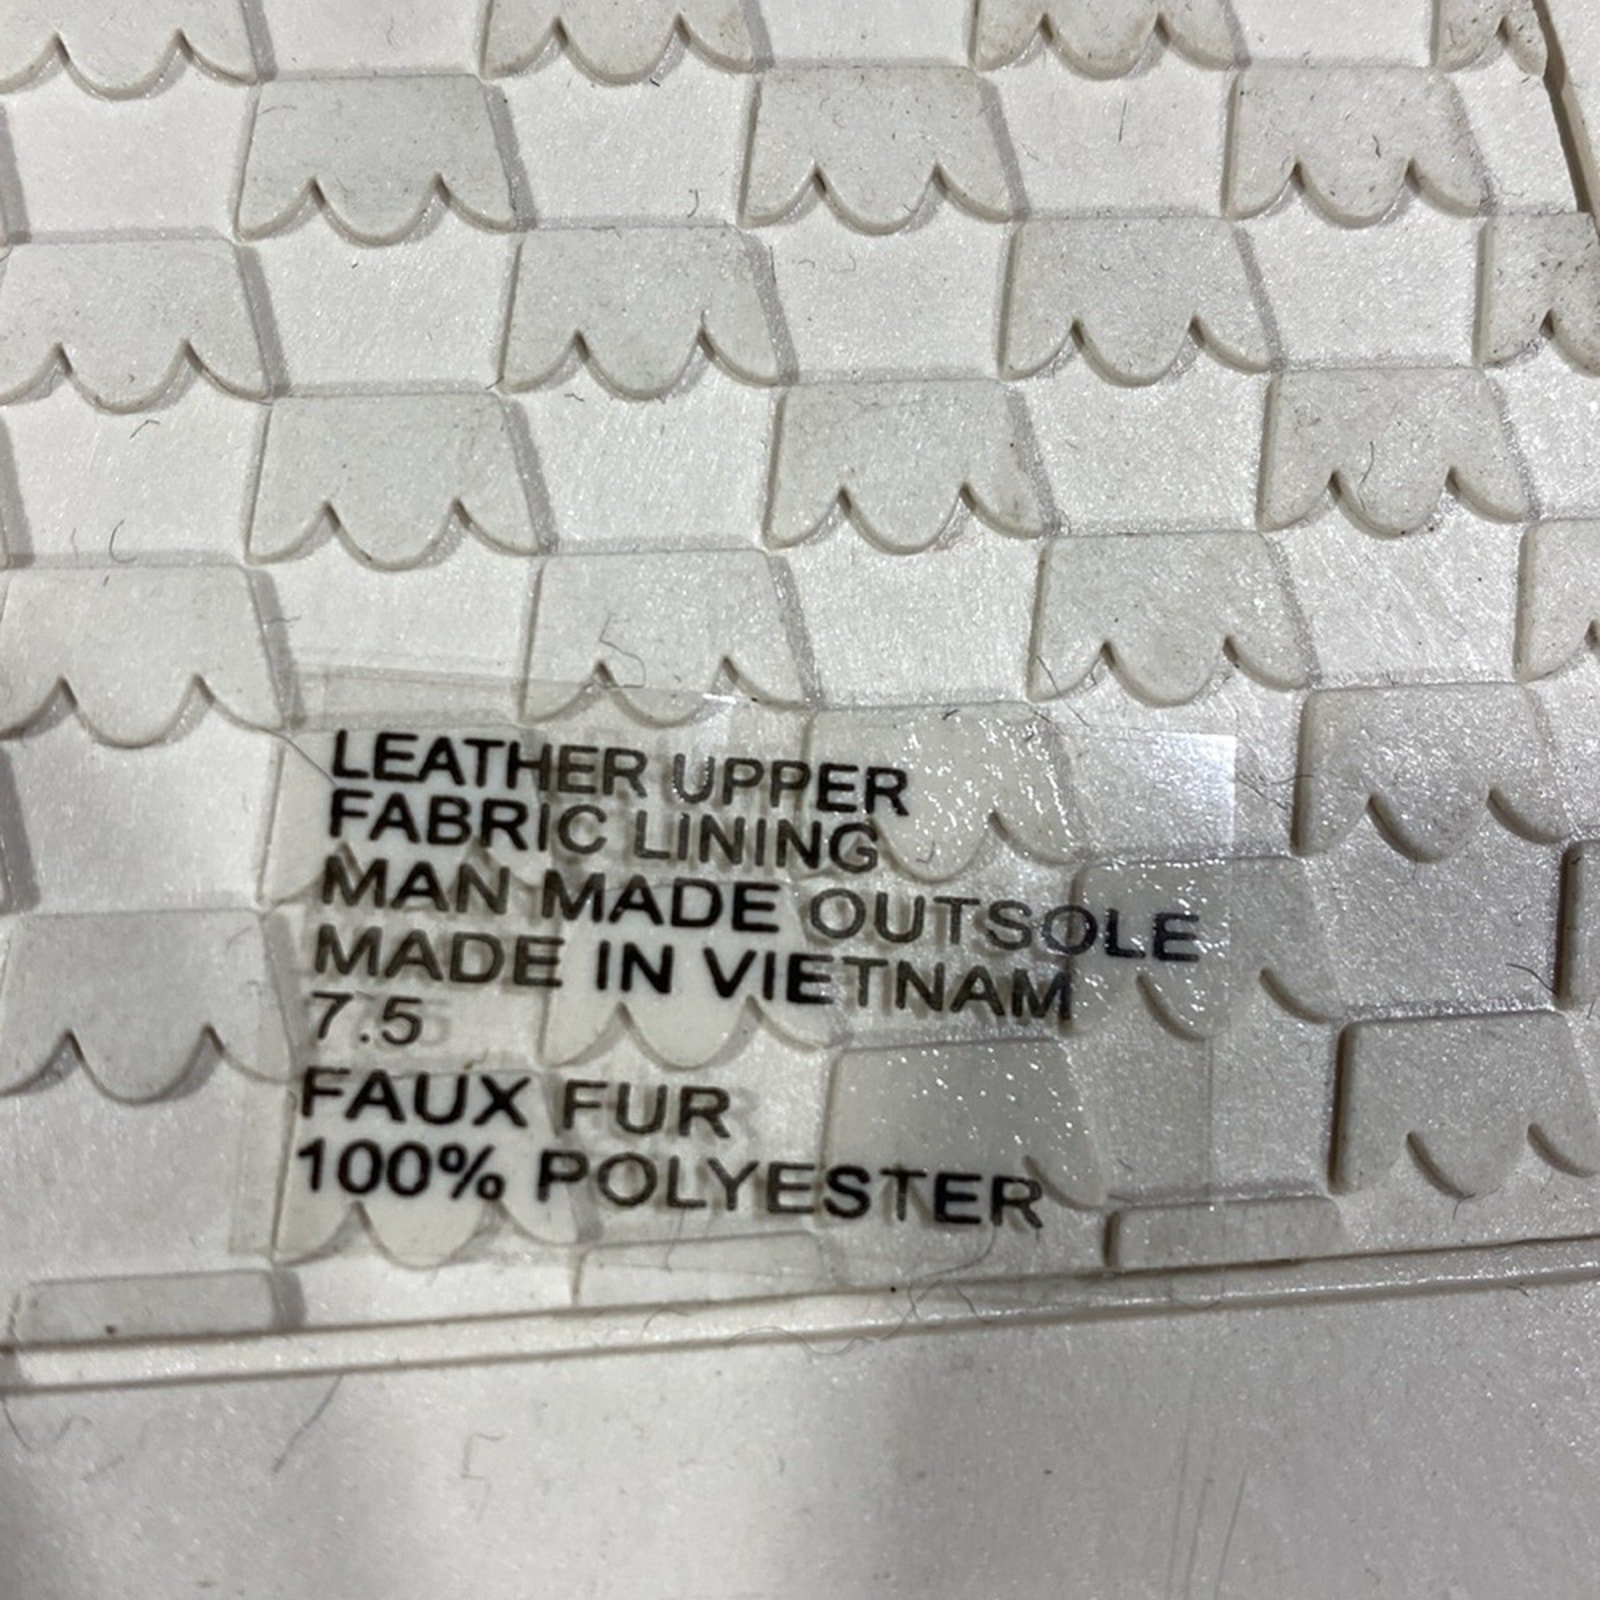 LEATHER UPPER
FABRIC LINING
MAN MADE OUTSOLE
MADE IN VIETNAM
7.5
FAUX FUR
100% POLYESTER